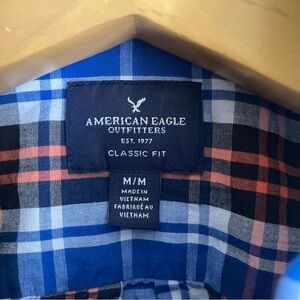 AMERICAN EAGLE
OUTFITTERS
EST. 1977
CLASSIC FIT
M/M
MADE IN
VIETNAM
FABRIQUÉ AU
VIETNAM